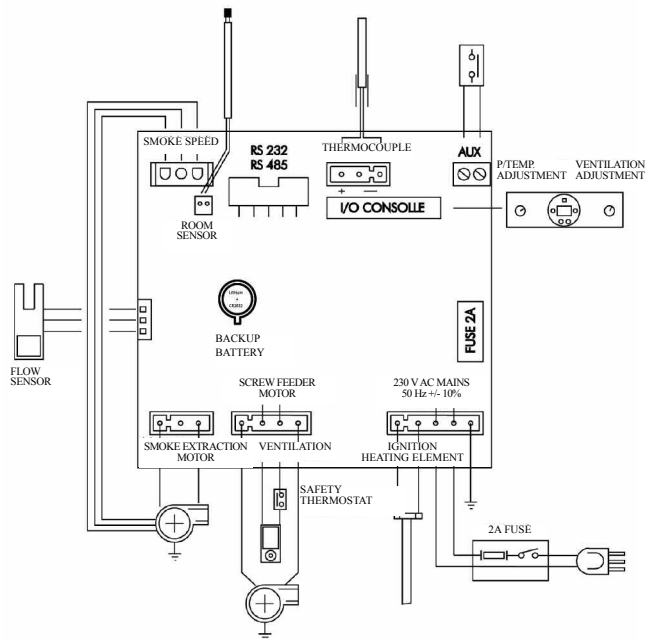 SMOKE SPEED
RS 232
RS 485
THERMOCOUPLE
+ —
AUX
P/TEMP.
ADJUSTMENT
VENTILATION
ADJUSTMENT
I/O CONSOLLE
ROOM
SENSOR
FLOW
SENSOR
LITHIUM
+
CR2032
BACKUP
BATTERY
FUSE 2A
SCREW FEEDER
MOTOR
230 V AC MAINS
50 Hz +/- 10%
SMOKE EXTRACTION
MOTOR
VENTILATION
IGNITION
HEATING ELEMENT
SAFETY
THERMOSTAT
2A FUSE